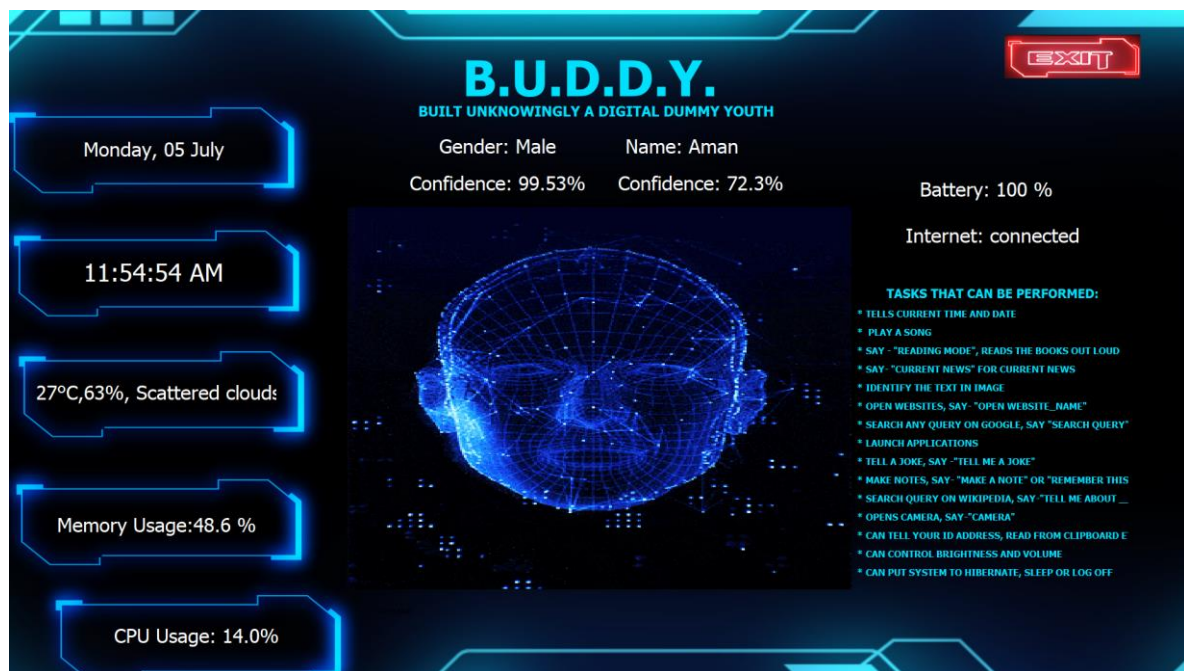 EXIT
B.U.D.D.Y.
BUILT UNKNOWINGLY A DIGITAL DUMMY YOUTH
Gender: Male
Name: Aman
Confidence: 99.53%
Confidence: 72.3%
Monday, 05 July
11:54:54 AM
27ºC,63%, Scattered clouds
Memory Usage:48.6 %
CPU Usage: 14.0%
Battery: 100 %
Internet: connected
TASKS THAT CAN BE PERFORMED:
* TELLS CURRENT TIME AND DATE
* PLAY A SONG
* SAY - "READING MODE", READS THE BOOKS OUT LOUD
* SAY- "CURRENT NEWS" FOR CURRENT NEWS
* IDENTIFY THE TEXT IN IMAGE
* OPEN WEBSITES, SAY- "OPEN WEBSITE_NAME"
* SEARCH ANY QUERY ON GOOGLE, SAY "SEARCH QUERY"
* LAUNCH APPLICATIONS
* TELL A JOKE, SAY -"TELL ME A JOKE"
* MAKE NOTES, SAY- "MAKE A NOTE" OR "REMEMBER THIS
* SEARCH QUERY ON WIKIPEDIA, SAY-"TELL ME ABOUT __
* OPENS CAMERA, SAY-"CAMERA"
* CAN TELL YOUR ID ADDRESS, READ FROM CLIPBOARD E
* CAN CONTROL BRIGHTNESS AND VOLUME
* CAN PUT SYSTEM TO HIBERNATE, SLEEP OR LOG OFF